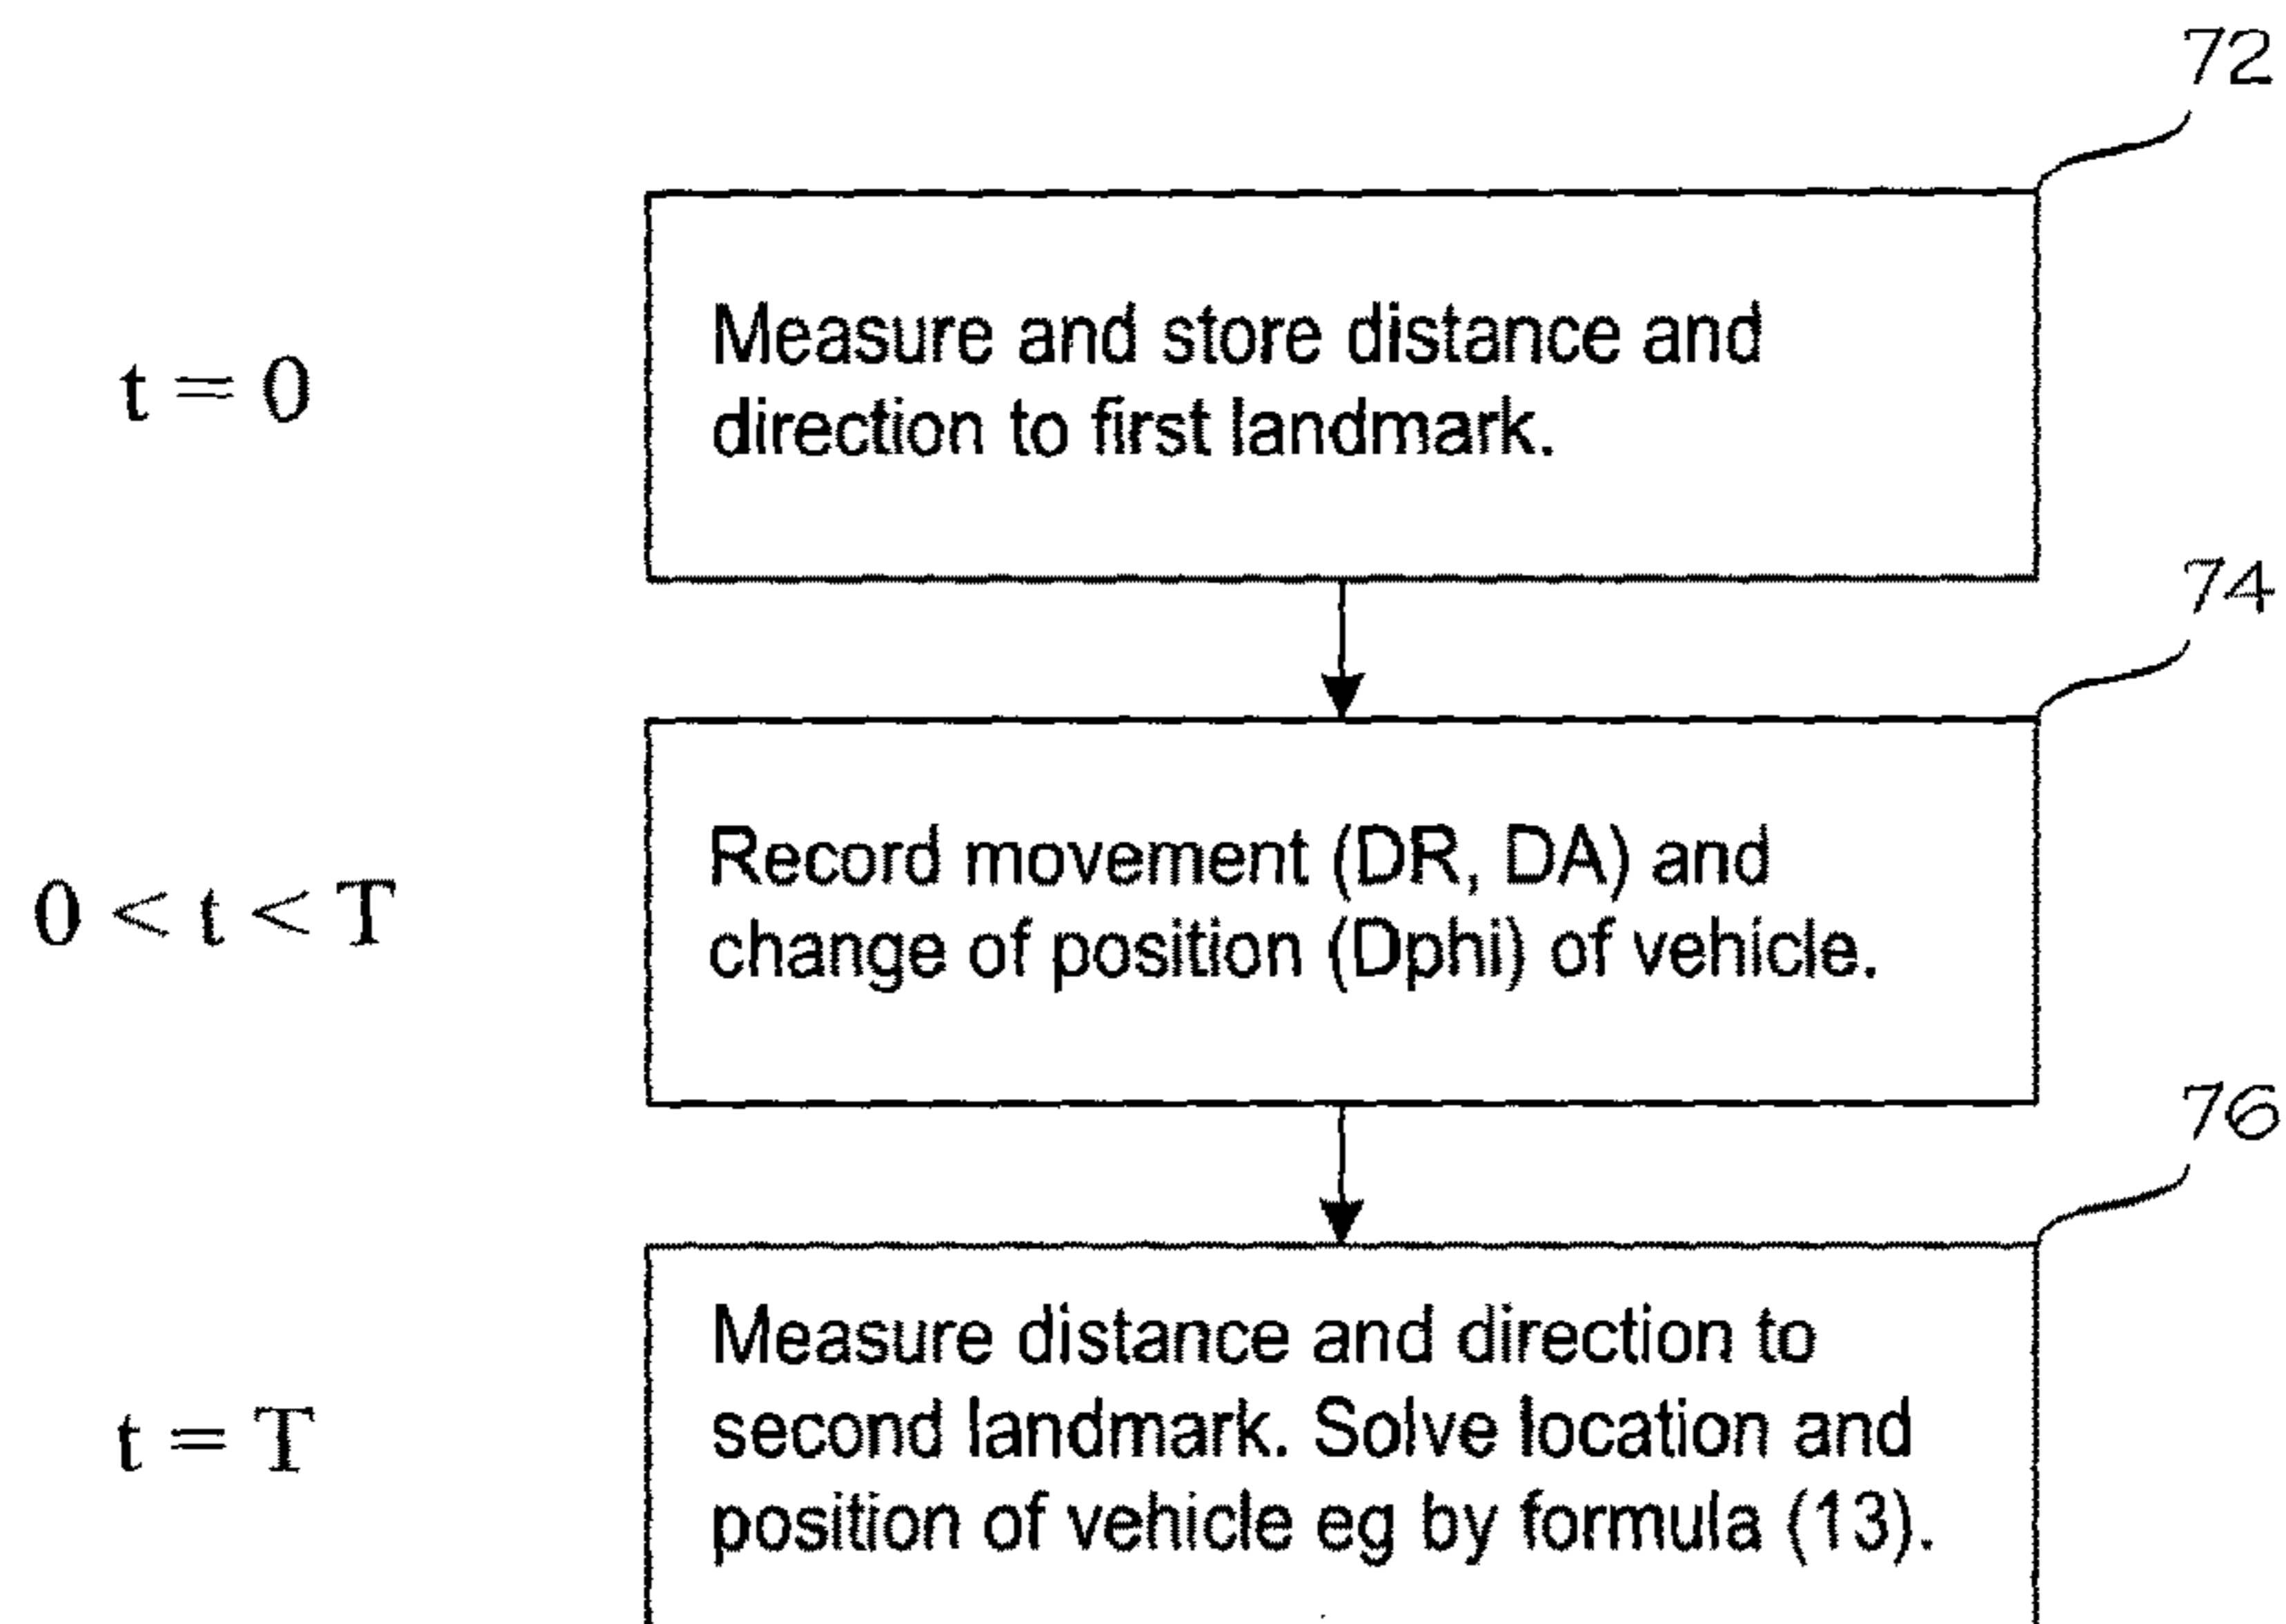 72
t = 0
Measure and store distance and
direction to first landmark.
74
0 < t < T
Record movement (DR, DA) and
change of position (Dphi) of vehicle.
76
t = T
Measure distance and direction to
second landmark. Solve location and
position of vehicle eg by formula (13).